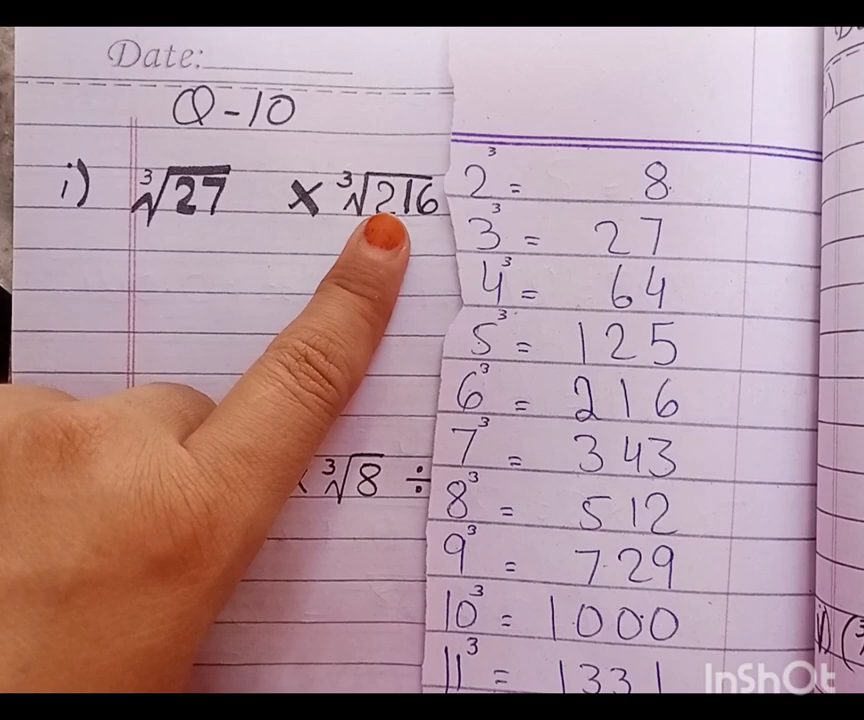 Date:
Q-10
i) ∛27 × ∛216
× ∛8 ÷
2³ = 8
3³ = 27
4³ = 64
5³ = 125
6³ = 216
7³ = 343
8³ = 512
9³ = 729
10³ = 1000
11³ = 1331
InShOt